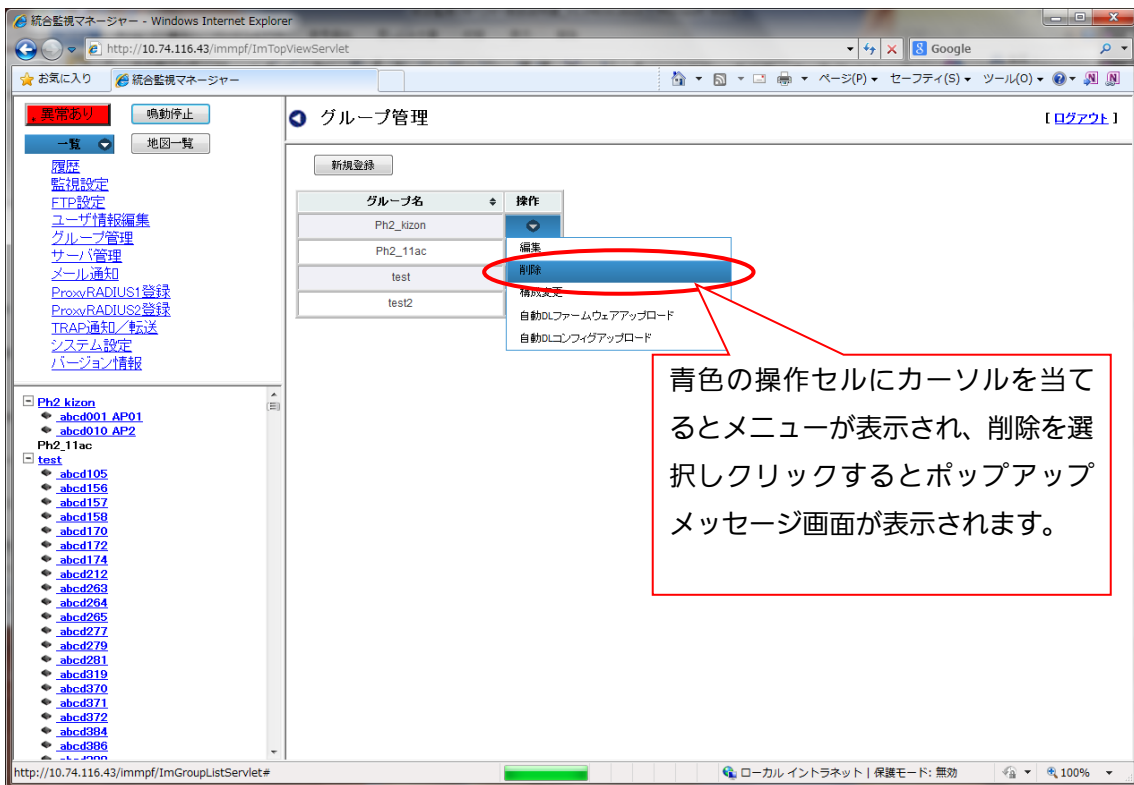 統合監視マネージャー - Windows Internet Explorer
http://10.74.116.43/immpf/ImTopViewServlet
Google
お気に入り
統合監視マネージャー
ページ(P)
セーフティ(S)
ツール(O)
異常あり
鳴動停止
一覧
地図一覧
履歴
監視設定
FTP設定
ユーザ情報編集
グループ管理
サーバ管理
メール通知
ProxyRADIUS1登録
ProxyRADIUS2登録
TRAP通知／転送
システム設定
バージョン情報
Ph2 kizon
abcd001 AP01
abcd010 AP2
Ph2_11ac
test
abcd105
abcd156
abcd157
abcd158
abcd170
abcd172
abcd174
abcd212
abcd263
abcd264
abcd265
abcd277
abcd279
abcd281
abcd319
abcd370
abcd371
abcd372
abcd384
abcd386
グループ管理
[ ログアウト ]
新規登録
グループ名 操作
Ph2_kizon
Ph2_11ac
test
test2
編集
削除
構成変更
自動DLファームウェアアップロード
自動DLコンフィグアップロード
青色の操作セルにカーソルを当て
るとメニューが表示され、削除を選
択しクリックするとポップアップ
メッセージ画面が表示されます。
http://10.74.116.43/immpf/ImGroupListServlet#
ローカル イントラネット | 保護モード: 無効
100%